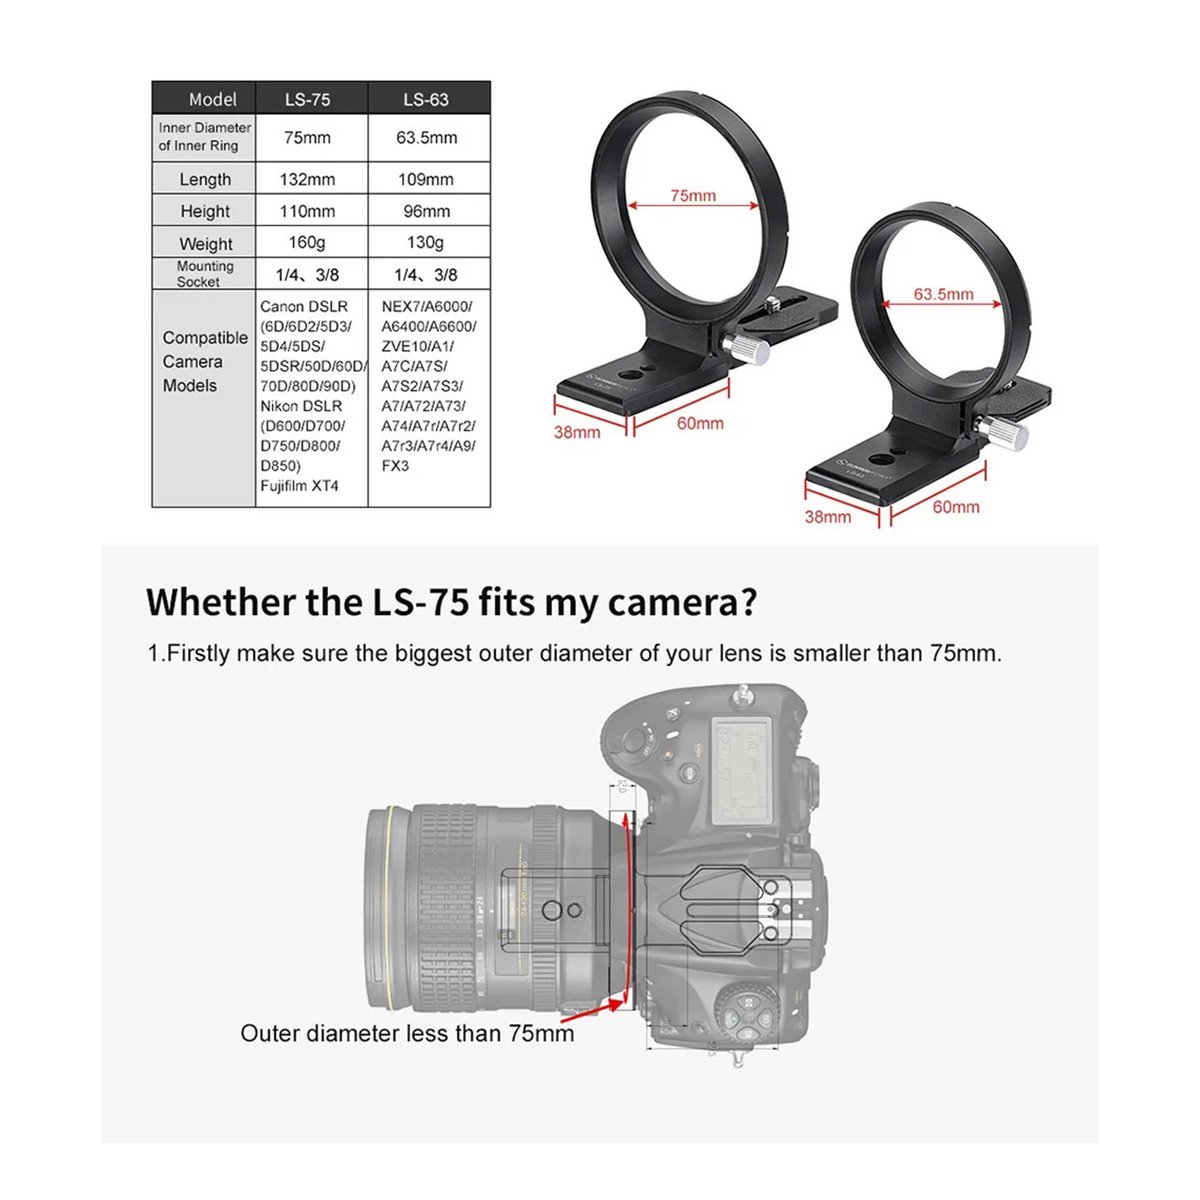 Model LS-75 LS-63
Inner Diameter
of Inner Ring
75mm 63.5mm
Length 132mm 109mm
Height 110mm 96mm
Weight 160g 130g
Mounting
Socket
1/4、3/8 1/4、3/8
Compatible
Camera
Models
Canon DSLR
(6D/6D2/5D3/
5D4/5DS/
5DSR/50D/60D/
70D/80D/90D)
Nikon DSLR
(D600/D700/
D750/D800/
D850)
Fujifilm XT4
NEX7/A6000/
A6400/A6600/
ZVE10/A1/
A7C/A7S/
A7S2/A7S3/
A7/A72/A73/
A74/A7r/A7r2/
A7r3/A7r4/A9/
FX3
75mm
38mm
60mm
63.5mm
LS-63
38mm
60mm
Whether the LS-75 fits my camera?
1.Firstly make sure the biggest outer diameter of your lens is smaller than 75mm.
Outer diameter less than 75mm